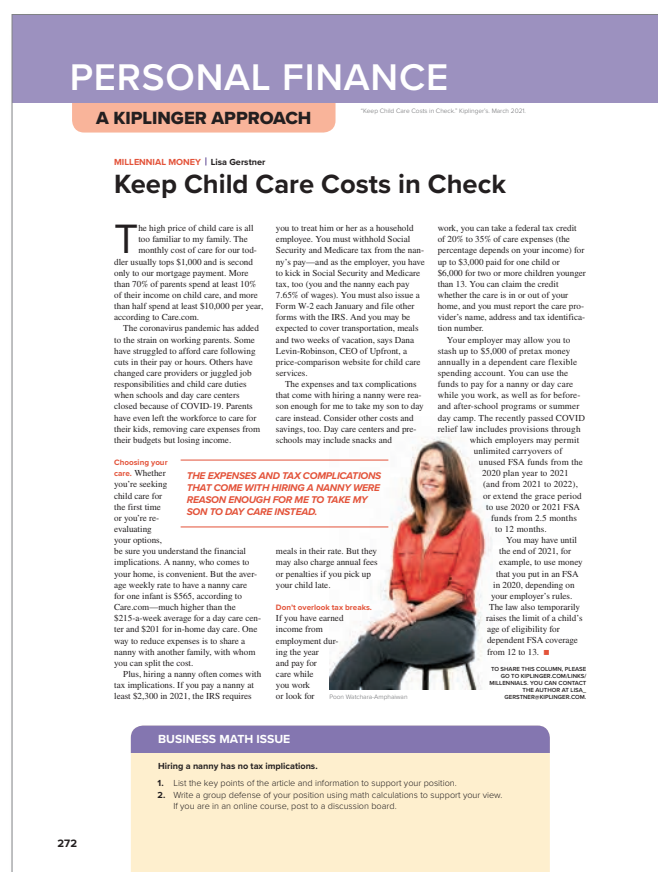 PERSONAL FINANCE
A KIPLINGER APPROACH
"Keep Child Care Costs in Check." Kiplinger's. March 2021.
MILLENNIAL MONEY | Lisa Gerstner
Keep Child Care Costs in Check
The high price of child care is all
too familiar to my family. The
monthly cost of care for our tod-
dler usually tops $1,000 and is second
only to our mortgage payment. More
than 70% of parents spend at least 10%
of their income on child care, and more
than half spend at least $10,000 per year,
according to Care.com.
The coronavirus pandemic has added
to the strain on working parents. Some
have struggled to afford care following
cuts in their pay or hours. Others have
changed care providers or juggled job
responsibilities and child care duties
when schools and day care centers
closed because of COVID-19. Parents
have even left the workforce to care for
their kids, removing care expenses from
their budgets but losing income.
Choosing your
care. Whether
you're seeking
child care for
the first time
or you're re-
evaluating
your options,
be sure you understand the financial
implications. A nanny, who comes to
your home, is convenient. But the aver-
age weekly rate to have a nanny care
for one infant is $565, according to
Care.com—much higher than the
$215-a-week average for a day care cen-
ter and $201 for in-home day care. One
way to reduce expenses is to share a
nanny with another family, with whom
you can split the cost.
Plus, hiring a nanny often comes with
tax implications. If you pay a nanny at
least $2,300 in 2021, the IRS requires
you to treat him or her as a household
employee. You must withhold Social
Security and Medicare tax from the nan-
ny's pay—and as the employer, you have
to kick in Social Security and Medicare
tax, too (you and the nanny each pay
7.65% of wages). You must also issue a
Form W-2 each January and file other
forms with the IRS. And you may be
expected to cover transportation, meals
and two weeks of vacation, says Dana
Levin-Robinson, CEO of Upfront, a
price-comparison website for child care
services.
The expenses and tax complications
that come with hiring a nanny were rea-
son enough for me to take my son to day
care instead. Consider other costs and
savings, too. Day care centers and pre-
schools may include snacks and
THE EXPENSES AND TAX COMPLICATIONS
THAT COME WITH HIRING A NANNY WERE
REASON ENOUGH FOR ME TO TAKE MY
SON TO DAY CARE INSTEAD.
meals in their rate. But they
may also charge annual fees
or penalties if you pick up
your child late.
Don't overlook tax breaks.
If you have earned
income from
employment dur-
ing the year
and pay for
care while
you work
or look for
work, you can take a federal tax credit
of 20% to 35% of care expenses (the
percentage depends on your income) for
up to $3,000 paid for one child or
$6,000 for two or more children younger
than 13. You can claim the credit
whether the care is in or out of your
home, and you must report the care pro-
vider's name, address and tax identifica-
tion number.
Your employer may allow you to
stash up to $5,000 of pretax money
annually in a dependent care flexible
spending account. You can use the
funds to pay for a nanny or day care
while you work, as well as for before-
and after-school programs or summer
day camp. The recently passed COVID
relief law includes provisions through
which employers may permit
unlimited carryovers of
unused FSA funds from the
2020 plan year to 2021
(and from 2021 to 2022),
or extend the grace period
to use 2020 or 2021 FSA
funds from 2.5 months
to 12 months.
You may have until
the end of 2021, for
example, to use money
that you put in an FSA
in 2020, depending on
your employer's rules.
The law also temporarily
raises the limit of a child's
age of eligibility for
dependent FSA coverage
from 12 to 13. ■
TO SHARE THIS COLUMN, PLEASE
GO TO KIPLINGER.COM/LINKS/
MILLENNIALS. YOU CAN CONTACT
THE AUTHOR AT LISA_
GERSTNER@KIPLINGER.COM.
Poon Watchara-Amphaiwan
BUSINESS MATH ISSUE
Hiring a nanny has no tax implications.
1. List the key points of the article and information to support your position.
2. Write a group defense of your position using math calculations to support your view.
If you are in an online course, post to a discussion board.
272